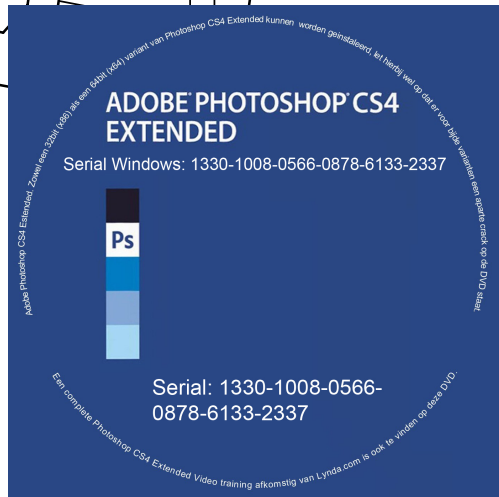 Adobe Photoshop CS4 Extended. Zowel een 32bit (x86) als een 64bit (x64) variant van Photoshop CS4 Extended kunnen worden geinstaleerd, let hierbij wel op dat er voor bijde varianten een aparte crack op de DVD staat.
ADOBE PHOTOSHOP CS4
EXTENDED
Serial Windows: 1330-1008-0566-0878-6133-2337
Ps
Serial: 1330-1008-0566-
0878-6133-2337
Een complete Photoshop CS4 Extended Video training afkomstig van Lynda.com is ook te vinden op deze DVD.